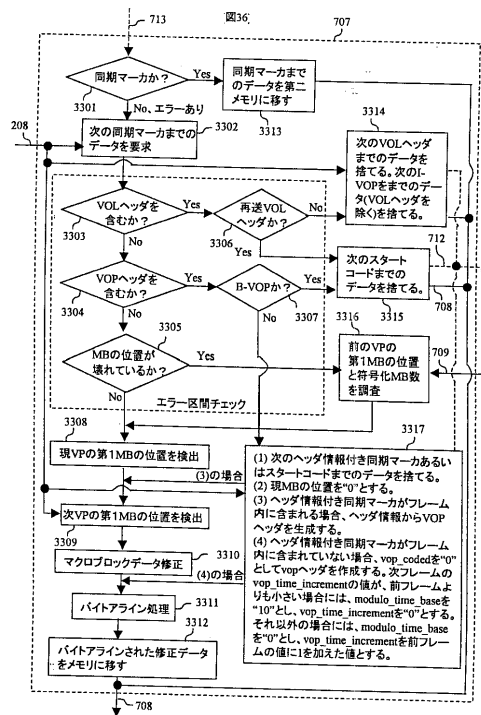 図36
713
707
同期マーカか?
Yes
同期マーカまで
のデータを第二
メモリに移す
3301
3313
No、エラーあり
3314
208
3302
次の同期マーカまでの
データを要求
次のVOLヘッダ
までのデータを
捨てる。次のI-
VOPをまでのデー
タ(VOLヘッダを
除く)を捨てる。
VOLヘッダを
含むか?
Yes
再送VOL
ヘッダか?
No
3303
3306
No
Yes
712
VOPヘッダを
含むか?
Yes
B-VOPか?
Yes
次のスタート
コードまでの
データを捨てる。
3304
3307
3315
708
No
3305
No
3316
MBの位置が
壊れているか?
Yes
前のVPの
第1MBの位置
と符号化MB数
を調査
709
No
エラー区間チェック
3308
3317
現VPの第1MBの位置を検出
(3)の場合
次VPの第1MBの位置を検出
3309
マクロブロックデータ修正
3310
(4)の場合
バイトアライン処理
3311
3312
バイトアラインされた修正データ
をメモリに移す
708
(1) 次のヘッダ情報付き同期マーカある
いはスタートコードまでのデータを捨てる。
(2) 現MBの位置を“0”とする。
(3) ヘッダ情報付き同期マーカがフレーム
内に含まれる場合、ヘッダ情報からVOP
ヘッダを生成する。
(4) ヘッダ情報付き同期マーカがフレーム
内に含まれていない場合、vop_codedを“0”
としてvopヘッダを作成する。次フレームの
vop_time_incrementの値が、前フレームよ
りも小さい場合には、modulo_time_baseを
“10”とし、vop_time_incrementを“0”とする。
それ以外の場合には、modulo_time_base
を“0”とし、vop_time_incrementを前フレー
ムの値に1を加えた値とする。